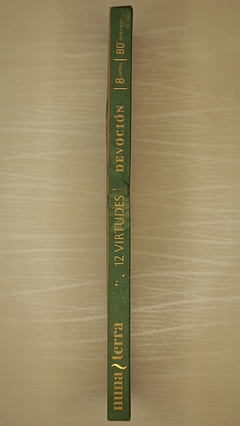 nuna~terra
12 VIRTUDES | DEVOCIÓN
| 8 | 80'